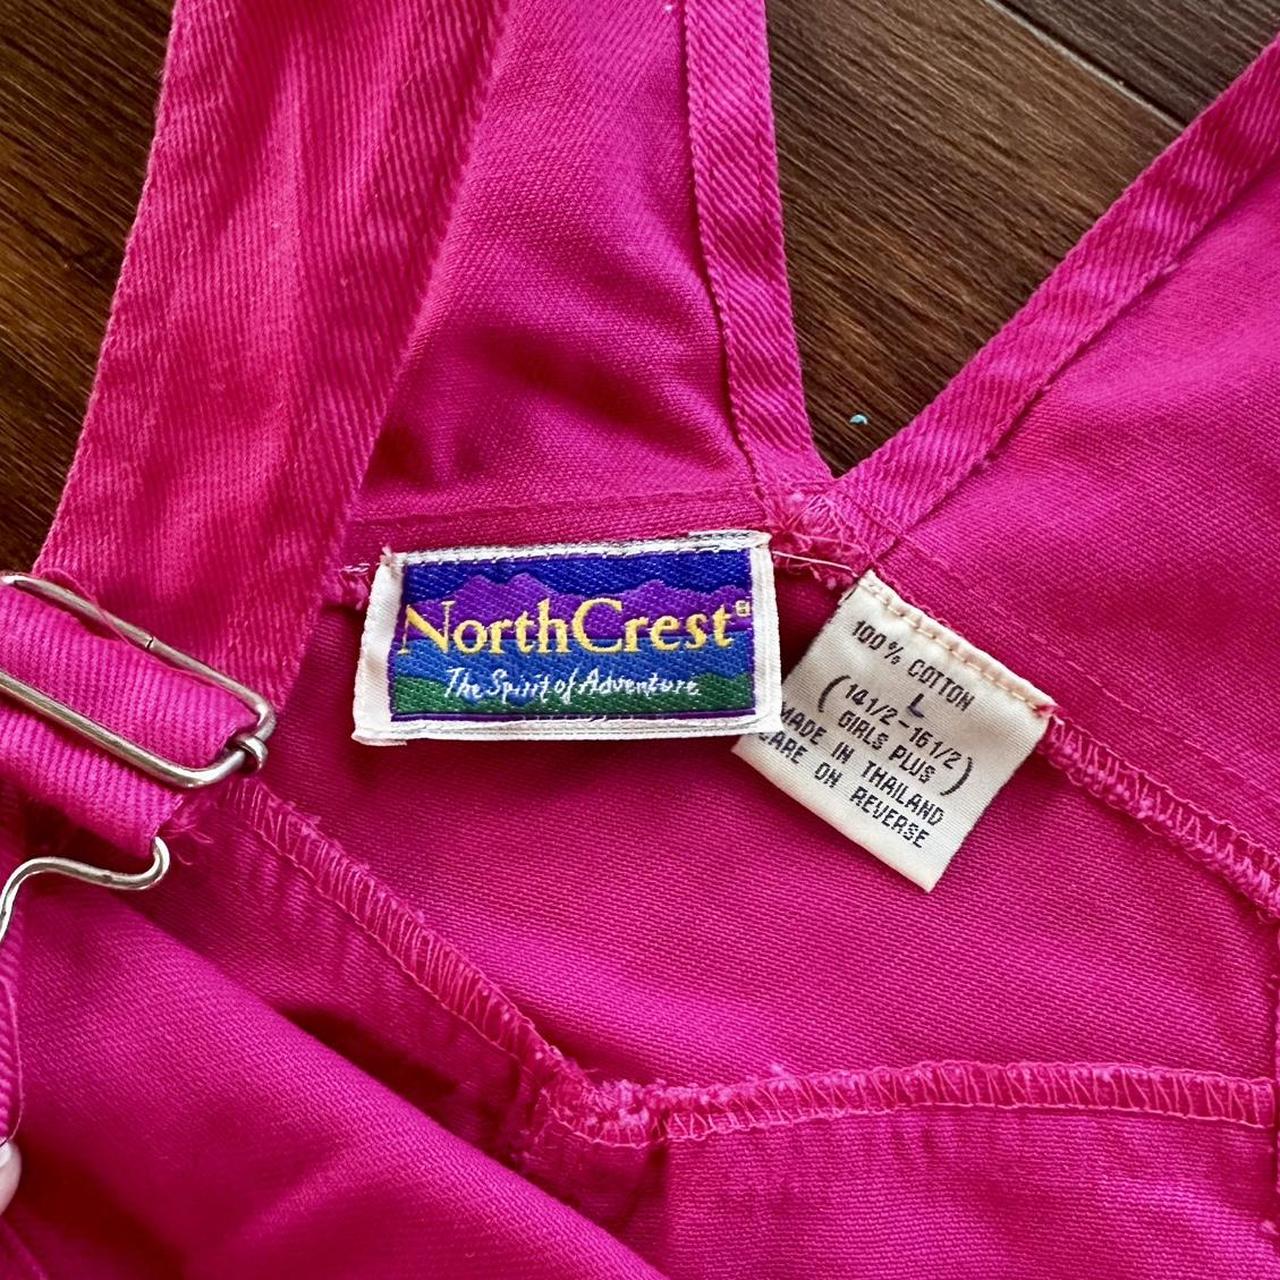 NorthCrest®
The Spirit of Adventure
100% COTTON
L
(14 1/2-16 1/2)
GIRLS PLUS
MADE IN THAILAND
CARE ON REVERSE